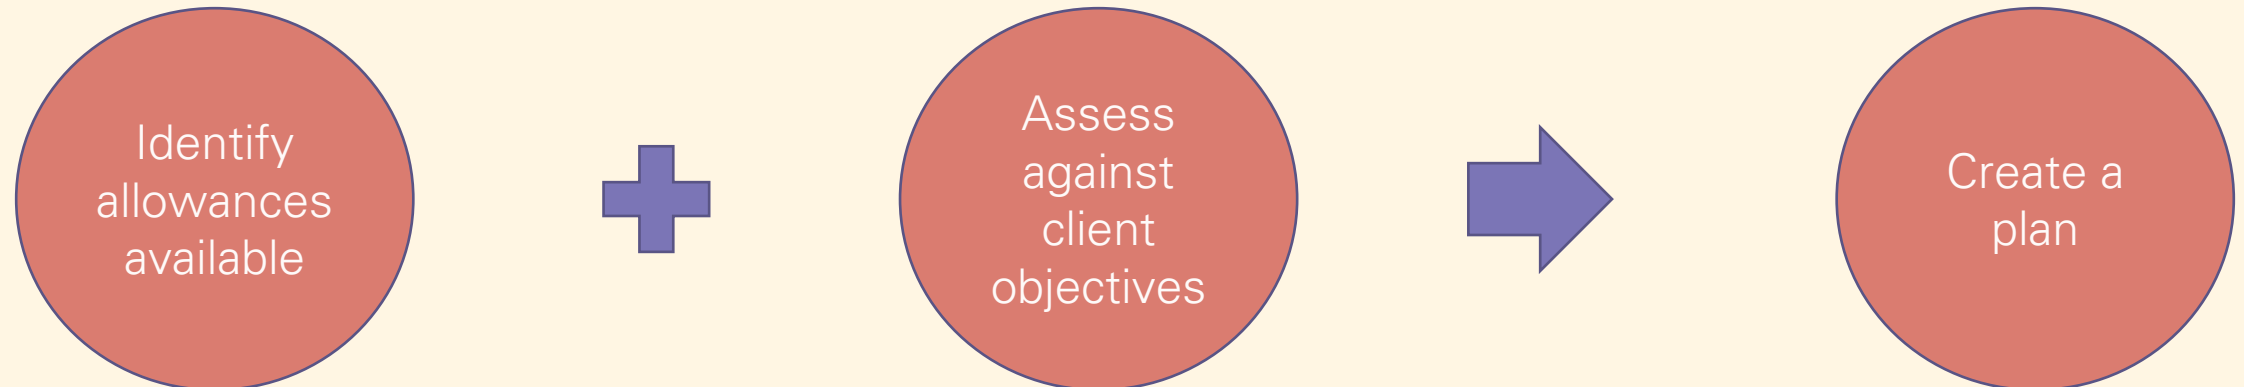 Identify
allowances
available
Assess
against
client
objectives
Create a
plan